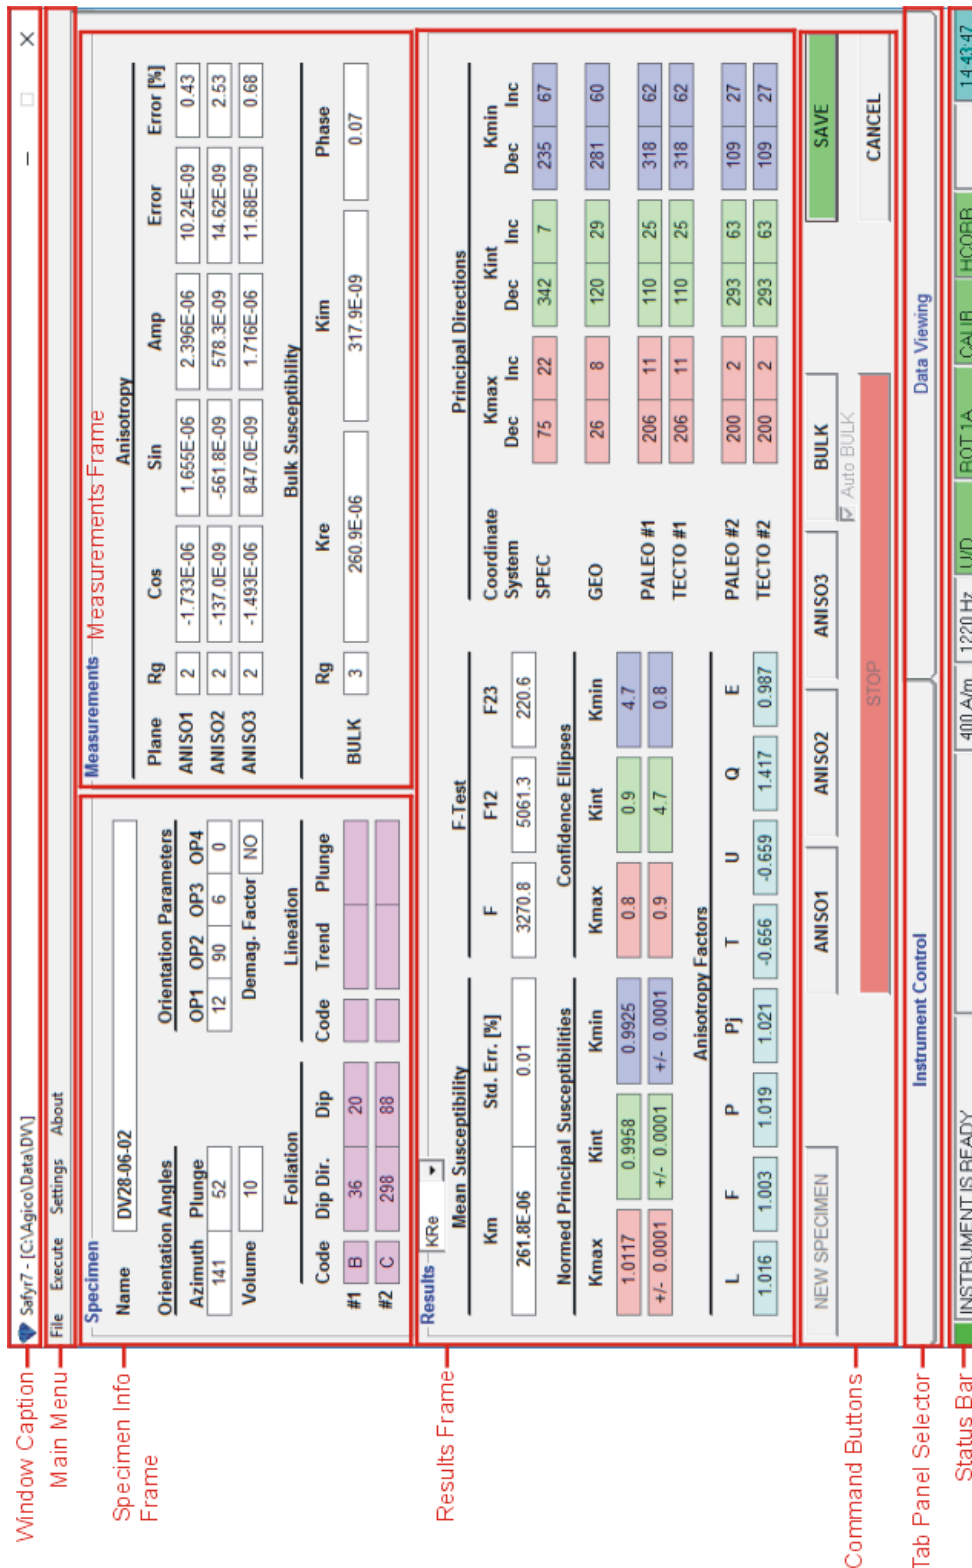 Window Caption
Safyr7 - [C:\Agico\Data\DV\]
Main Menu
File Execute Settings About
Specimen Info
Frame
Specimen
Name DV28-06-02
Orientation Angles Orientation Parameters
Azimuth Plunge OP1 OP2 OP3 OP4
141 52 12 90 6 0
Volume 10 Demag. Factor NO
Foliation Lineation
Code Dip Dir. Dip Code Trend Plunge
#1 B 36 20
#2 C 298 88
Measurements Measurements Frame
Anisotropy
Plane Rg Cos Sin Amp Error Error [%]
ANISO1 2 -1.733E-06 1.655E-06 2.396E-06 10.24E-09 0.43
ANISO2 2 -137.0E-09 -561.8E-09 578.3E-09 14.62E-09 2.53
ANISO3 2 -1.493E-06 847.0E-09 1.716E-06 11.68E-09 0.68
Bulk Susceptibility
Rg Kre Kim Phase
BULK 3 260.9E-06 317.9E-09 0.07
Results Frame
Results KRe
Mean Susceptibility F-Test
Km Std. Err. [%] F F12 F23
261.8E-06 0.01 3270.8 5061.3 220.6
Normed Principal Susceptibilities Confidence Ellipses
Kmax Kint Kmin Kmax Kint Kmin
1.0117 0.9958 0.9925 0.8 0.9 4.7
+/- 0.0001 +/- 0.0001 +/- 0.0001 0.9 4.7 0.8
Anisotropy Factors
L F P Pj T U Q E
1.016 1.003 1.019 1.021 -0.656 -0.659 1.417 0.987
Principal Directions
Coordinate Kmax Kint Kmin
System Dec Inc Dec Inc Dec Inc
SPEC 75 22 342 7 235 67
GEO 26 8 120 29 281 60
PALEO #1 206 11 110 25 318 62
TECTO #1 206 11 110 25 318 62
PALEO #2 200 2 293 63 109 27
TECTO #2 200 2 293 63 109 27
Command Buttons
NEW SPECIMEN ANISO1 ANISO2 ANISO3 BULK SAVE
Auto BULK
STOP CANCEL
Tab Panel Selector
Instrument Control Data Viewing
Status Bar
INSTRUMENT IS READY 400 A/m 1220 Hz U/D ROT1A CALIB HCORR 14:43:47